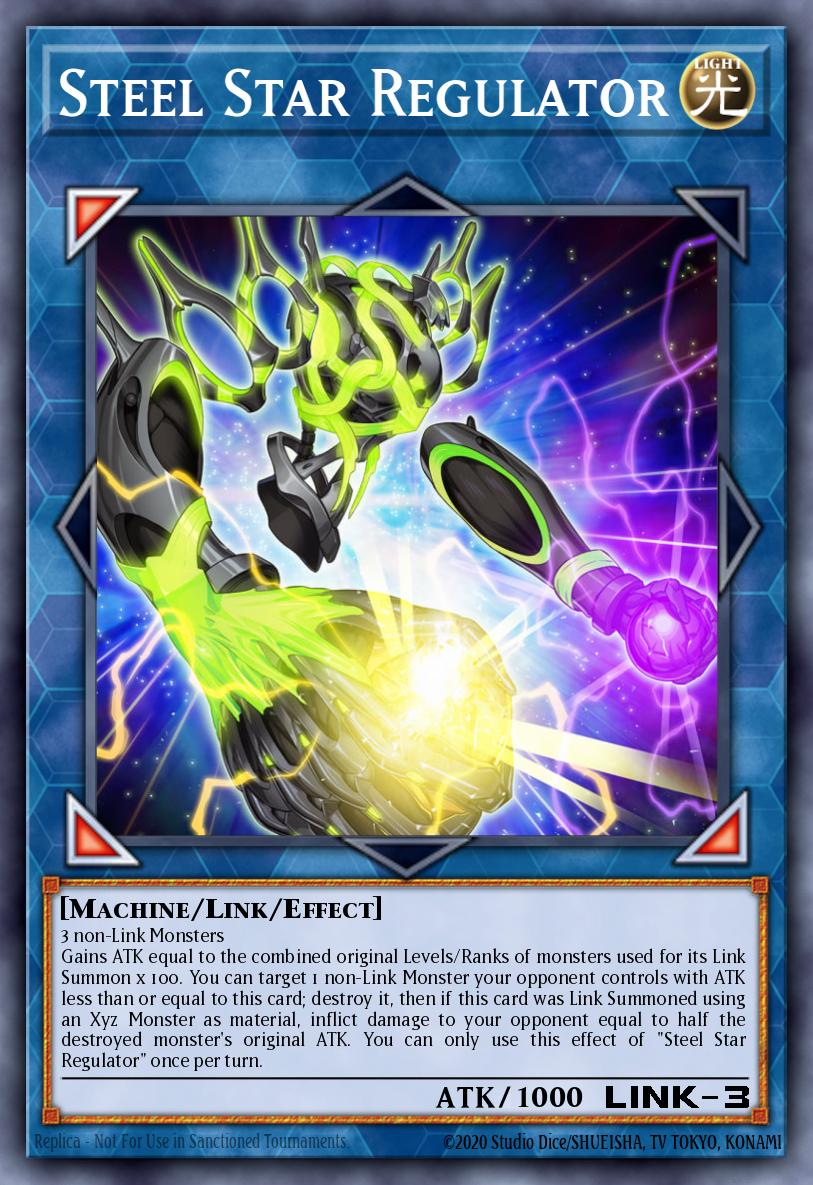 STEEL STAR REGULATOR
LIGHT
光
[MACHINE/LINK/EFFECT]
3 non-Link Monsters
Gains ATK equal to the combined original Levels/Ranks of monsters used for its Link
Summon x 100. You can target 1 non-Link Monster your opponent controls with ATK
less than or equal to this card; destroy it, then if this card was Link Summoned using
an Xyz Monster as material, inflict damage to your opponent equal to half the
destroyed monster's original ATK. You can only use this effect of "Steel Star
Regulator" once per turn.
ATK/1000 LINK-3
Replica - Not For Use in Sanctioned Tournaments. ©2020 Studio Dice/SHUEISHA, TV TOKYO, KONAMI